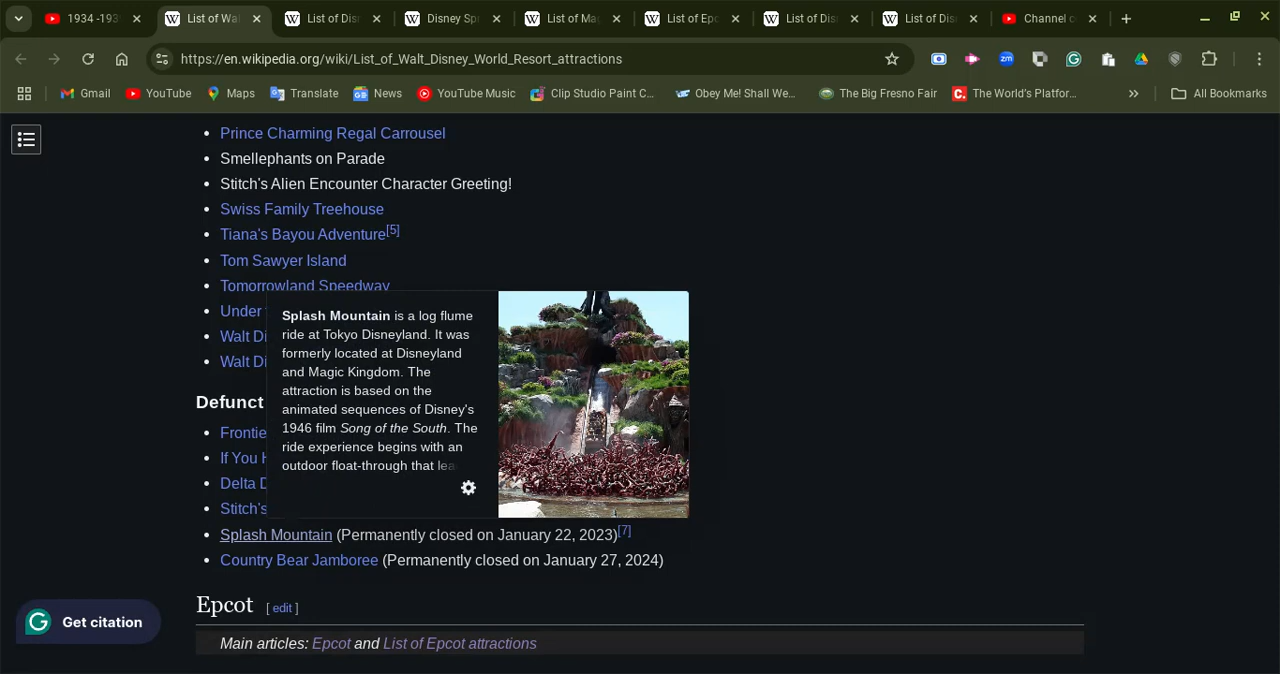 1934 -193
List of Wal
List of Disn
Disney Spr
List of Ma
List of Epc
List of Dis
List of Dis
Channel c
https://en.wikipedia.org/wiki/List_of_Walt_Disney_World_Resort_attractions
Gmail YouTube Maps Translate News YouTube Music Clip Studio Paint C... Obey Me! Shall We... The Big Fresno Fair The World's Platfor... » All Bookmarks
• Prince Charming Regal Carrousel
• Smellephants on Parade
• Stitch's Alien Encounter Character Greeting!
• Swiss Family Treehouse
• Tiana's Bayou Adventure[5]
• Tom Sawyer Island
• Tomorrowland Speedway
• Under
• Walt Di
• Walt Di
Splash Mountain is a log flume
ride at Tokyo Disneyland. It was
formerly located at Disneyland
and Magic Kingdom. The
attraction is based on the
animated sequences of Disney's
1946 film Song of the South. The
ride experience begins with an
outdoor float-through that lea
Defunct
• Frontie
• If You H
• Delta D
• Stitch's
• Splash Mountain (Permanently closed on January 22, 2023)[7]
• Country Bear Jamboree (Permanently closed on January 27, 2024)
Epcot [ edit ]
Main articles: Epcot and List of Epcot attractions
Get citation